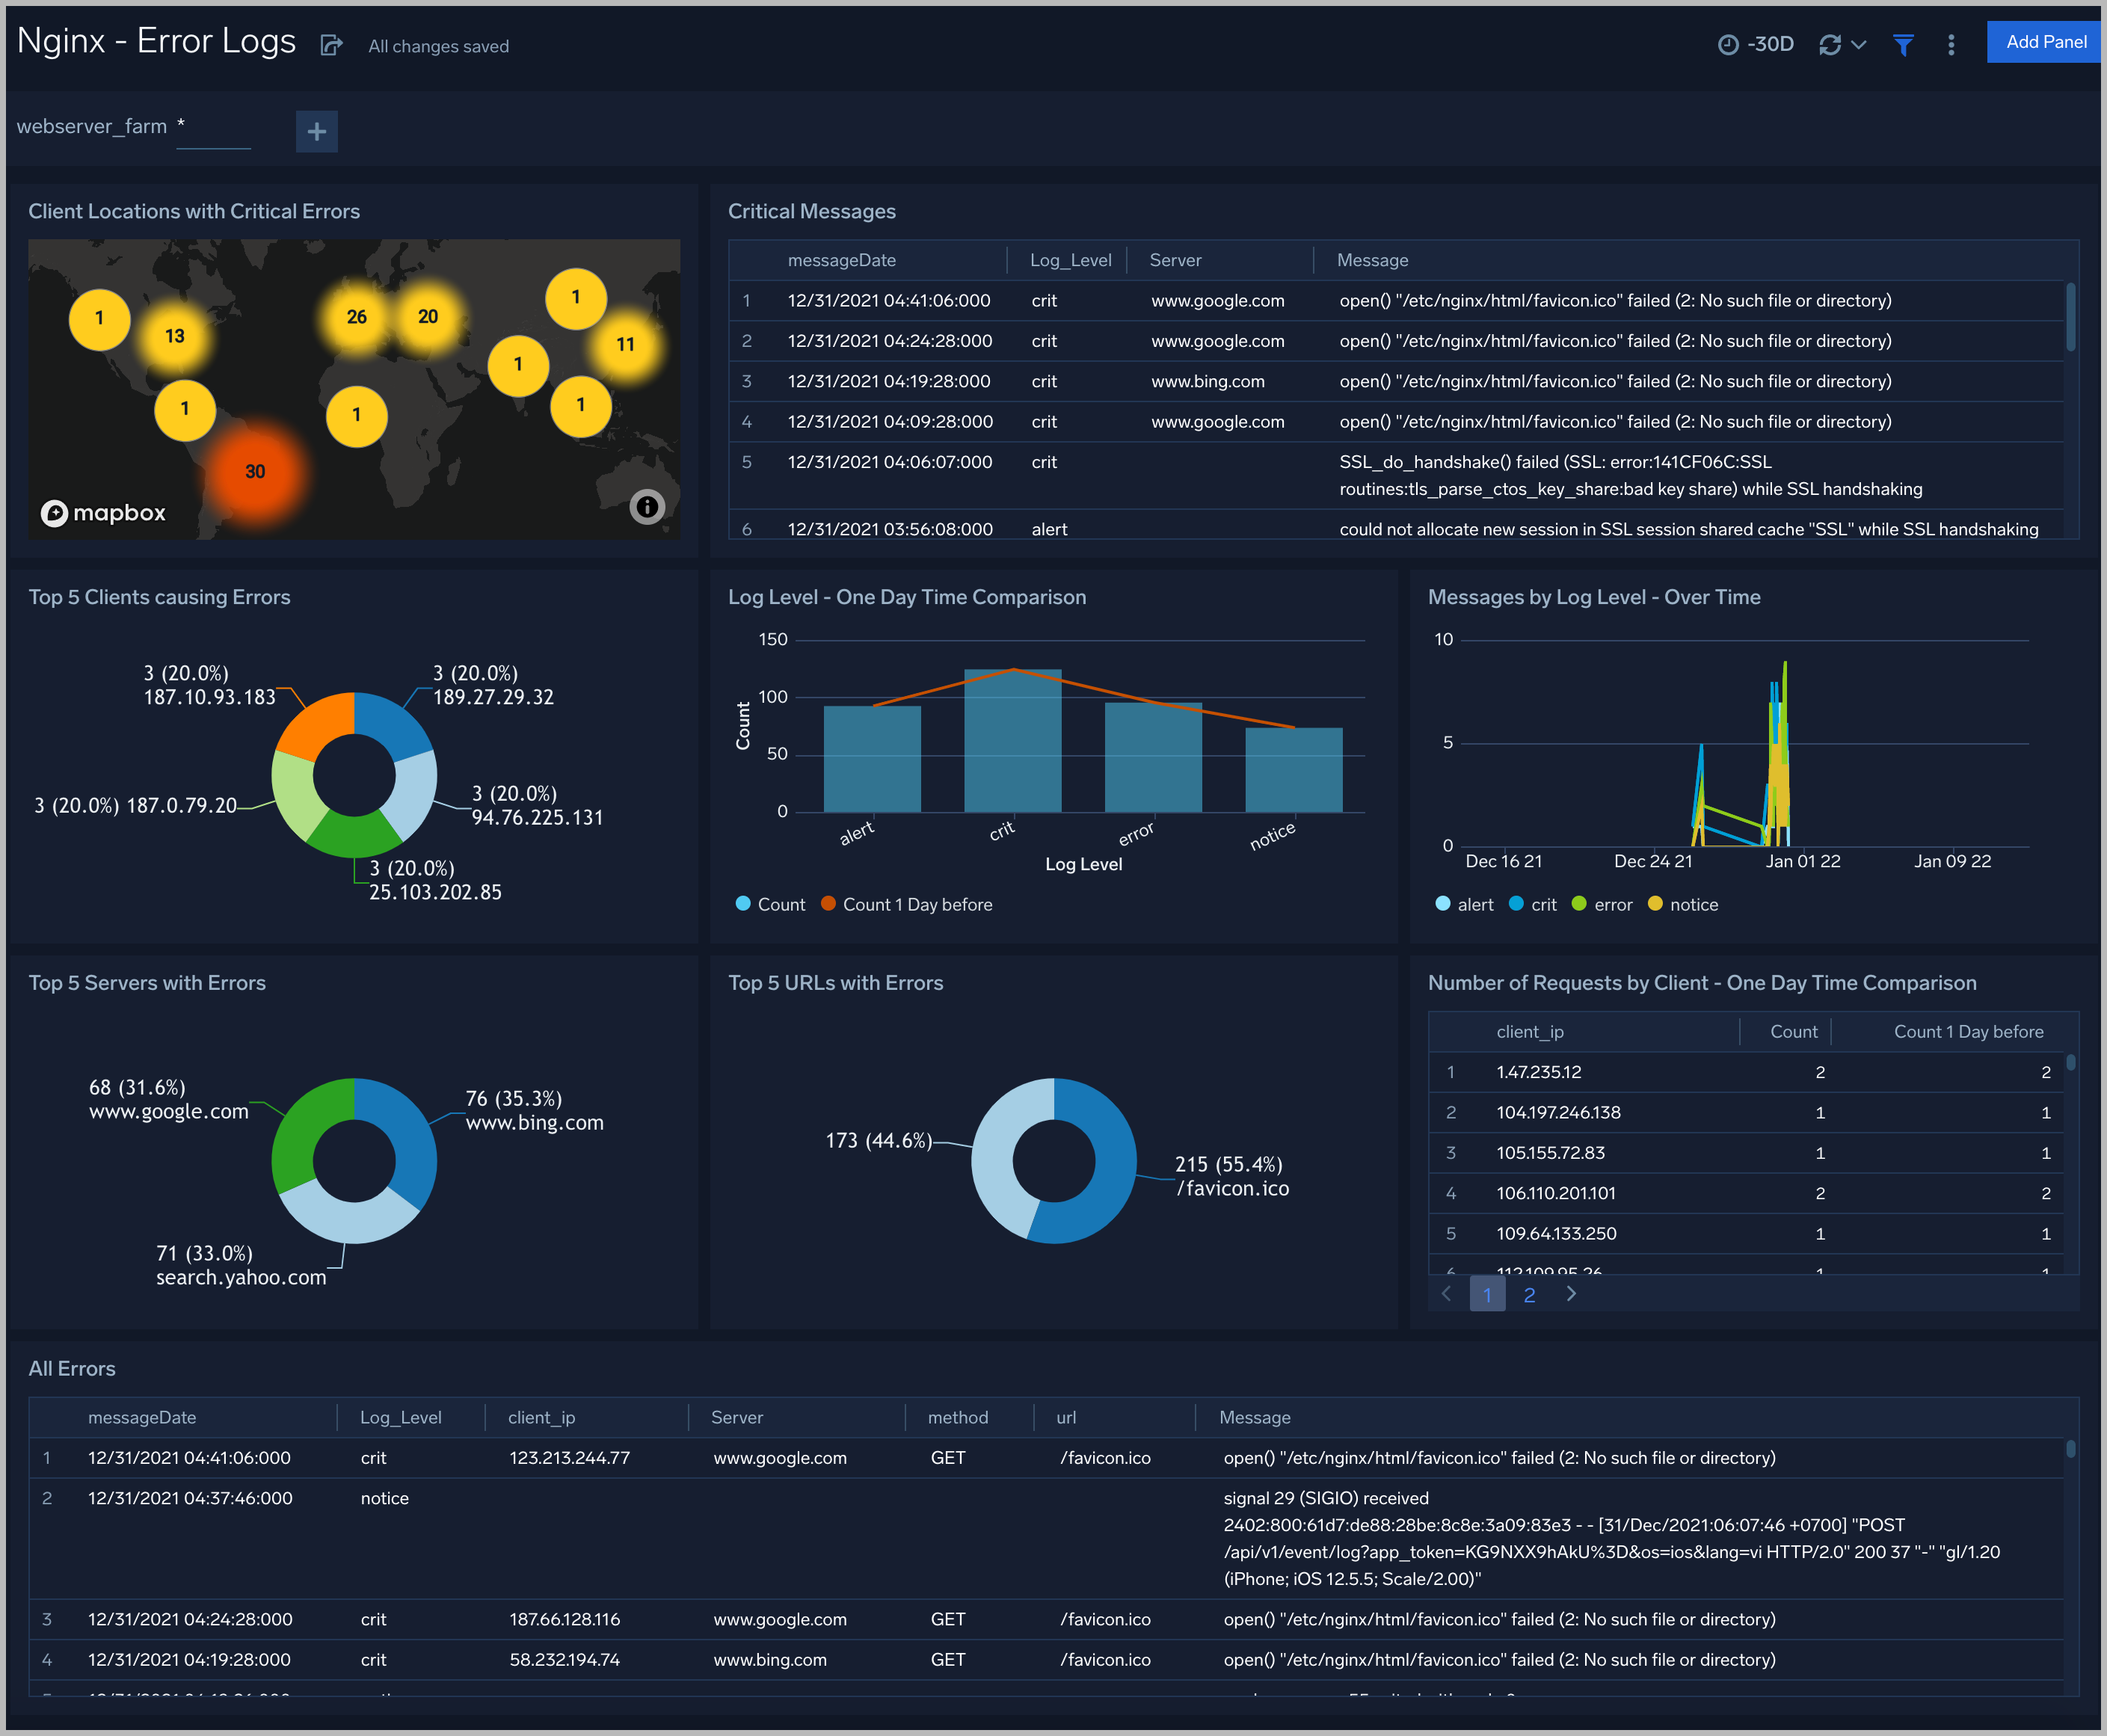 Nginx - Error Logs
All changes saved
-30D
Add Panel
webserver_farm *
Client Locations with Critical Errors
1
13
26
20
1
1
11
1
1
1
30
mapbox
Critical Messages
messageDate Log_Level Server Message
1 12/31/2021 04:41:06:000 crit www.google.com open() "/etc/nginx/html/favicon.ico" failed (2: No such file or directory)
2 12/31/2021 04:24:28:000 crit www.google.com open() "/etc/nginx/html/favicon.ico" failed (2: No such file or directory)
3 12/31/2021 04:19:28:000 crit www.bing.com open() "/etc/nginx/html/favicon.ico" failed (2: No such file or directory)
4 12/31/2021 04:09:28:000 crit www.google.com open() "/etc/nginx/html/favicon.ico" failed (2: No such file or directory)
5 12/31/2021 04:06:07:000 crit SSL_do_handshake() failed (SSL: error:141CF06C:SSL
routines:tls_parse_ctos_key_share:bad key share) while SSL handshaking
6 12/31/2021 03:56:08:000 alert could not allocate new session in SSL session shared cache "SSL" while SSL handshaking
Top 5 Clients causing Errors
3 (20.0%)
187.10.93.183
3 (20.0%)
189.27.29.32
3 (20.0%)
94.76.225.131
3 (20.0%) 187.0.79.20
3 (20.0%)
25.103.202.85
Log Level - One Day Time Comparison
150
100
50
0
Count
alert
crit
error
notice
Log Level
Count Count 1 Day before
Messages by Log Level - Over Time
10
5
0
Dec 16 21 Dec 24 21 Jan 01 22 Jan 09 22
alert crit error notice
Top 5 Servers with Errors
68 (31.6%)
www.google.com
76 (35.3%)
www.bing.com
71 (33.0%)
search.yahoo.com
Top 5 URLs with Errors
173 (44.6%)
215 (55.4%)
/favicon.ico
Number of Requests by Client - One Day Time Comparison
client_ip Count Count 1 Day before
1 1.47.235.12 2 2
2 104.197.246.138 1 1
3 105.155.72.83 1 1
4 106.110.201.101 2 2
5 109.64.133.250 1 1
6 112.109.95.26 1 1
1 2
All Errors
messageDate Log_Level client_ip Server method url Message
1 12/31/2021 04:41:06:000 crit 123.213.244.77 www.google.com GET /favicon.ico open() "/etc/nginx/html/favicon.ico" failed (2: No such file or directory)
2 12/31/2021 04:37:46:000 notice signal 29 (SIGIO) received
2402:800:61d7:de88:28be:8c8e:3a09:83e3 - - [31/Dec/2021:06:07:46 +0700] "POST
/api/v1/event/log?app_token=KG9NXX9hAkU%3D&os=ios&lang=vi HTTP/2.0" 200 37 "-" "gl/1.20
(iPhone; iOS 12.5.5; Scale/2.00)"
3 12/31/2021 04:24:28:000 crit 187.66.128.116 www.google.com GET /favicon.ico open() "/etc/nginx/html/favicon.ico" failed (2: No such file or directory)
4 12/31/2021 04:19:28:000 crit 58.232.194.74 www.bing.com GET /favicon.ico open() "/etc/nginx/html/favicon.ico" failed (2: No such file or directory)